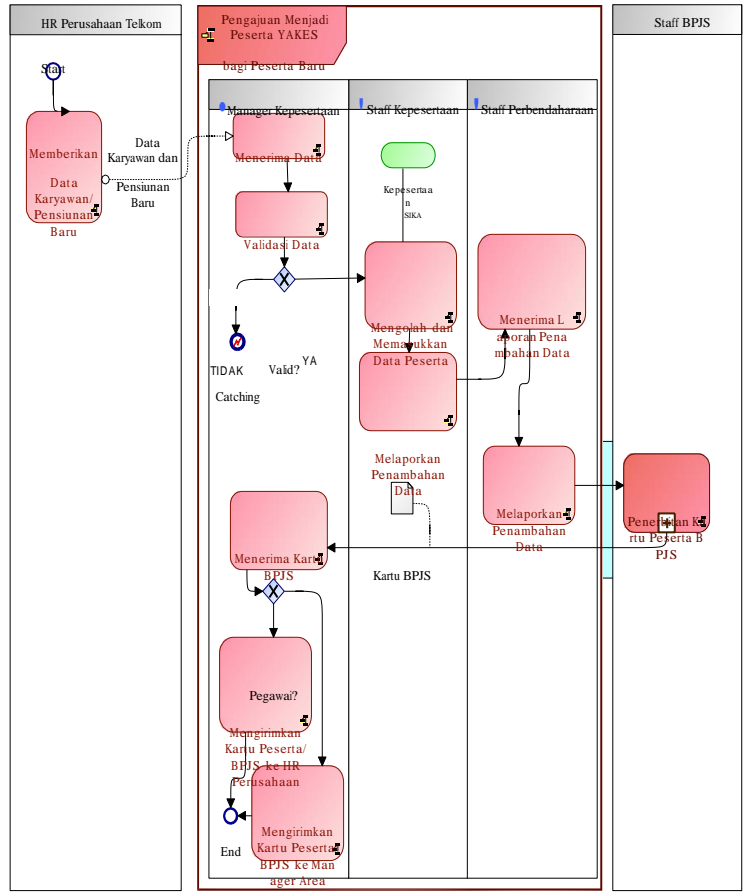 HR Perusahaan Telkom
Pengajuan Menjadi
Peserta YAKES
bagi Peserta Baru
Staff BPJS
Start
Manager Kepesertaan
Staff Kepesertaan
Staff Perbendaharaan
Memberikan
Data
Karyawan/
Pensiunan
Baru
Data
Karyawan dan
Pensiunan
Baru
Menerima Data
Kepesertaa
n
SIKA
Validasi Data
Mengolah dan
Memasukkan
Data Peserta
Menerima L
aporan Pena
mbahan Data
TIDAK
Valid?
YA
Catching
Melaporkan
Penambahan
Data
Melaporkan
Penambahan
Data
Penerbitan Ka
rtu Peserta B
PJS
Menerima Kartu
BPJS
Kartu BPJS
Pegawai?
Mengirimkan
Kartu Peserta/
BPJS ke HR
Perusahaan
Mengirimkan
Kartu Peserta/
BPJS ke Man
ager Area
End